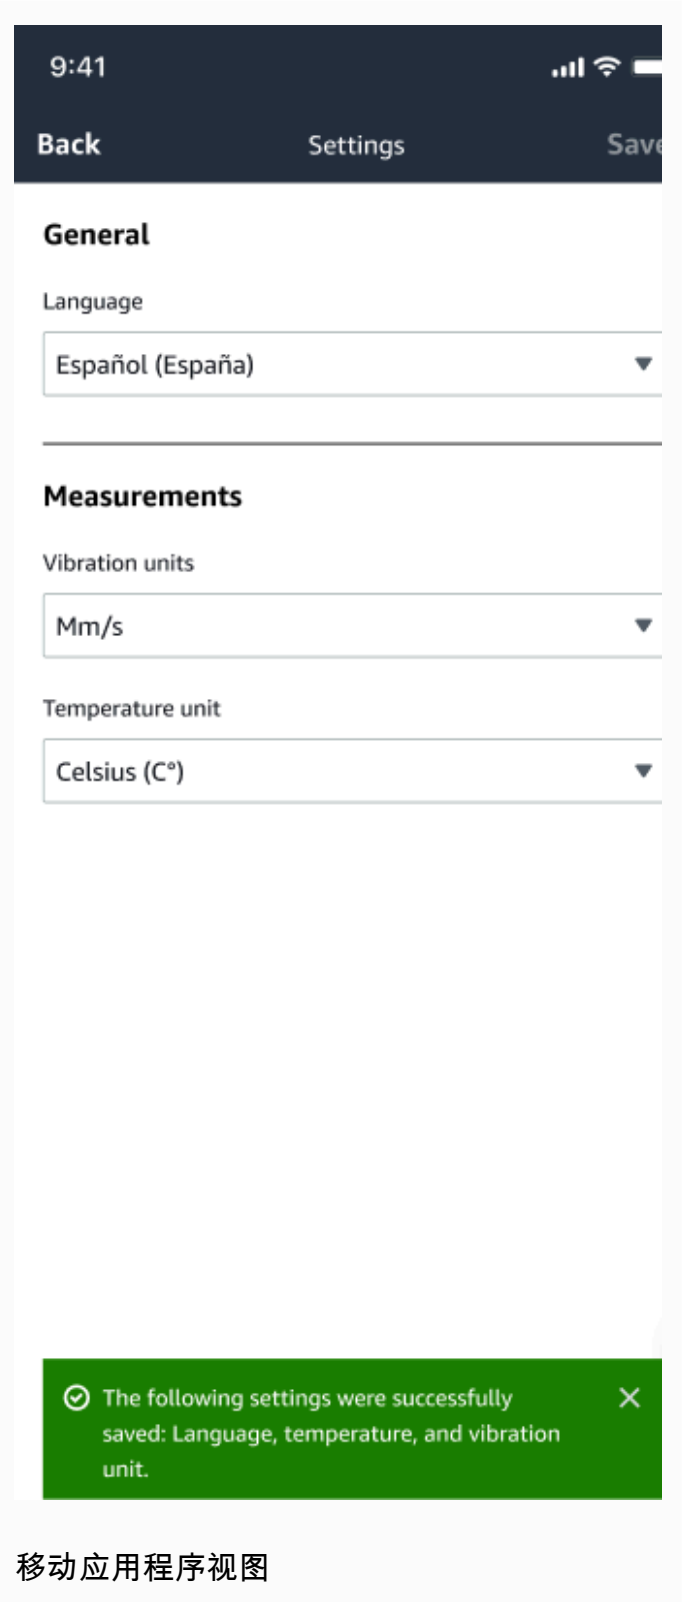 9:41
Back Settings Save
General
Language
Español (España)
Measurements
Vibration units
Mm/s
Temperature unit
Celsius (C°)
The following settings were successfully
saved: Language, temperature, and vibration
unit.
移动应用程序视图